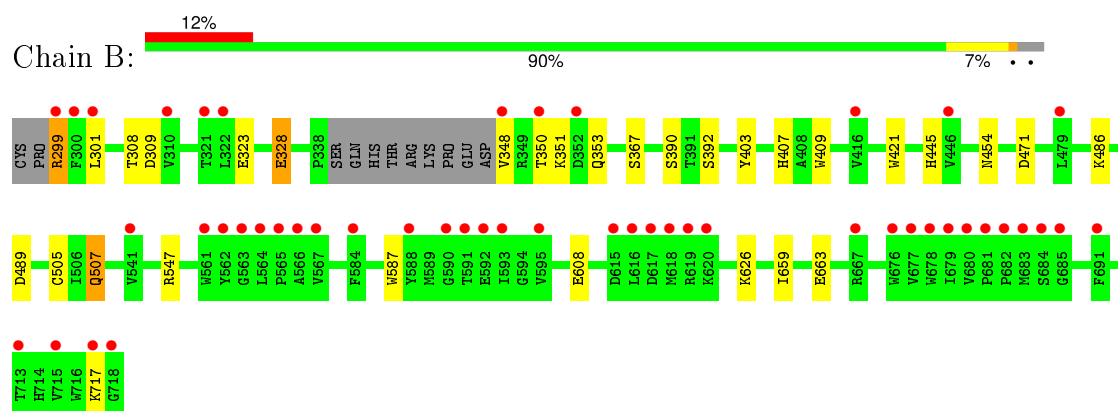 12%
Chain B:
90% 7% • •
CYS PRO R299 F300 L301 T308 D309 V310 T321 L322 E323 E328 P338 SER GLN HIS THR ARG LYS PRO GLU ASP V348 R349 T350 K351 D352 Q353 S367 S390 T391 S392 Y403 H407 A408 W409 V416 W421 H445 V446 N454 D471 L479 K486
D489 C505 I506 Q507 V541 R547 W561 Y562 G563 L564 P565 A566 V567 F584 W587 Y588 M589 G590 T591 E592 I593 G594 V595 E608 D615 L616 D617 M618 R619 K620 K626 I659 E663 R667 W676 V677 W678 I679 V680 P681 P682 M683 S684 G685 F691
T713 H714 V715 W716 K717 G718